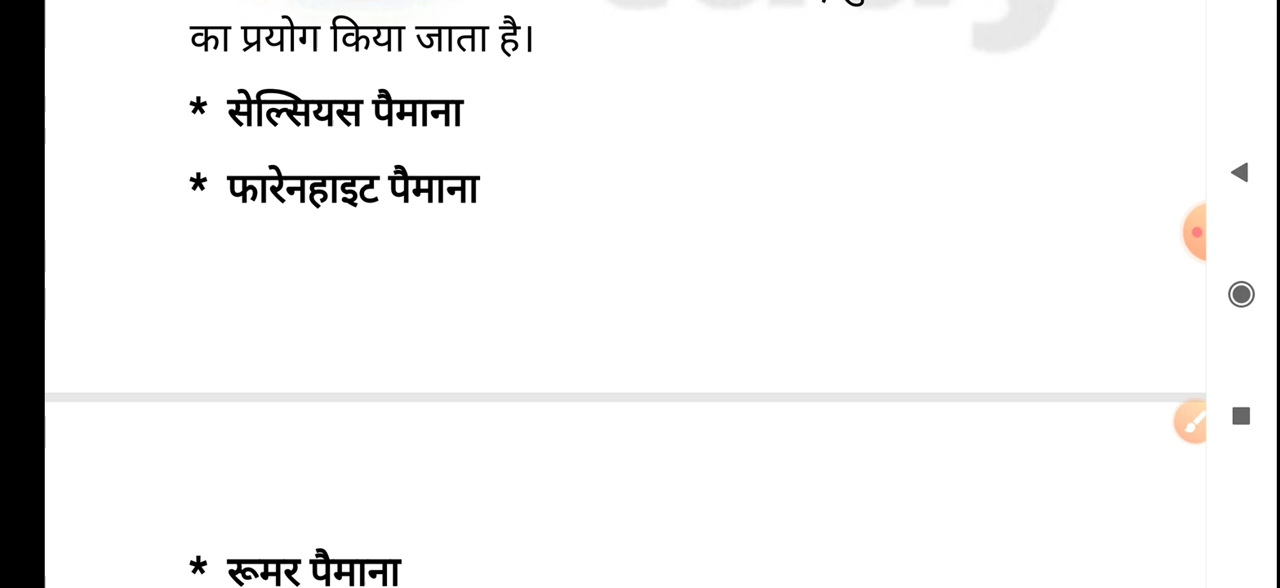 का प्रयोग किया जाता है।
* सेल्सियस पैमाना
* फारेनहाइट पैमाना
* रूमर पैमाना